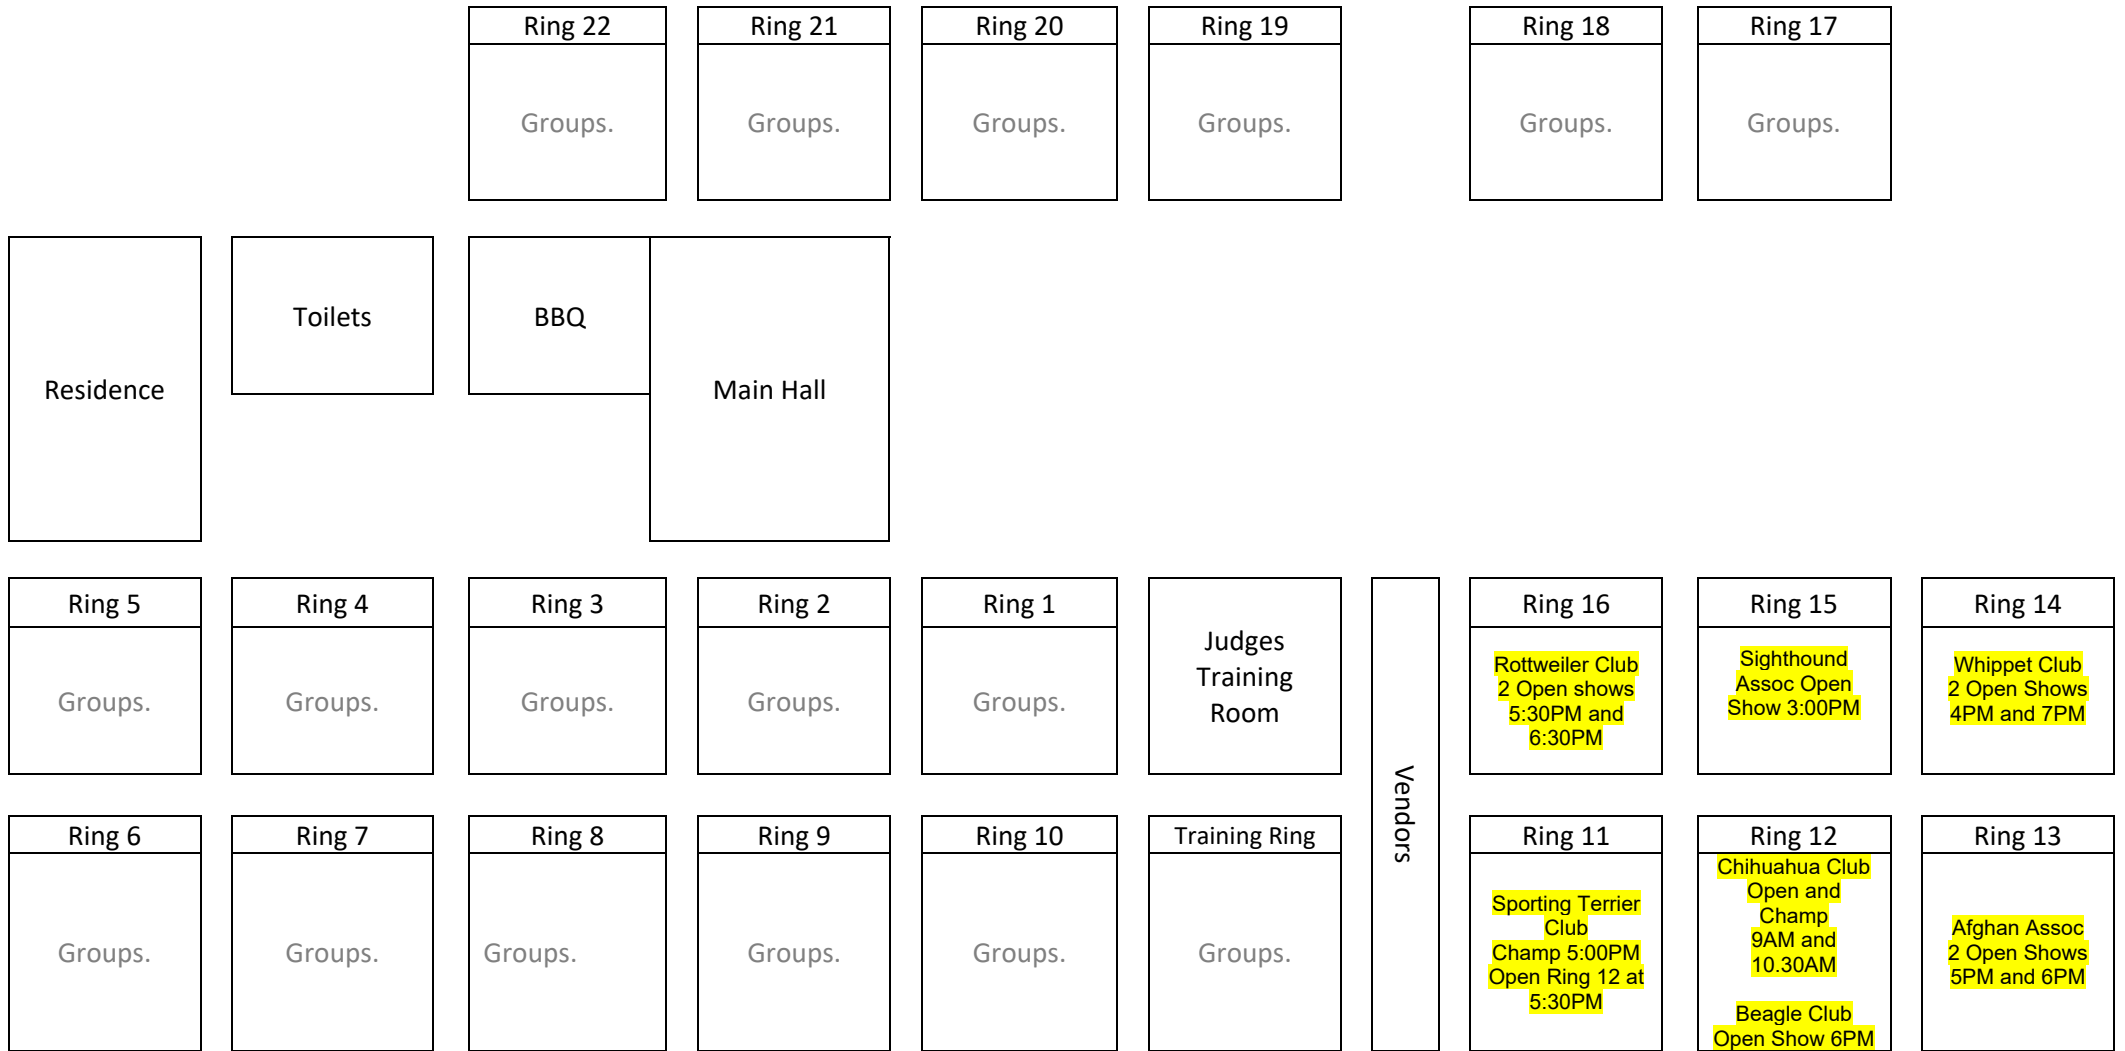 Ring 22
Ring 21
Ring 20
Ring 19
Ring 18
Ring 17
Groups.
Groups.
Groups.
Groups.
Groups.
Groups.
Residence
Toilets
BBQ
Main Hall
Ring 5
Ring 4
Ring 3
Ring 2
Ring 1
Groups.
Groups.
Groups.
Groups.
Groups.
Judges
Training
Room
Vendors
Ring 16
Rottweiler Club
2 Open shows
5:30PM and
6:30PM
Ring 15
Sighthound
Assoc Open
Show 3:00PM
Ring 14
Whippet Club
2 Open Shows
4PM and 7PM
Ring 6
Ring 7
Ring 8
Ring 9
Ring 10
Training Ring
Groups.
Groups.
Groups.
Groups.
Groups.
Groups.
Ring 11
Sporting Terrier
Club
Champ 5:00PM
Open Ring 12 at
5:30PM
Ring 12
Chihuahua Club
Open and
Champ
9AM and
10.30AM
Beagle Club
Open Show 6PM
Ring 13
Afghan Assoc
2 Open Shows
5PM and 6PM